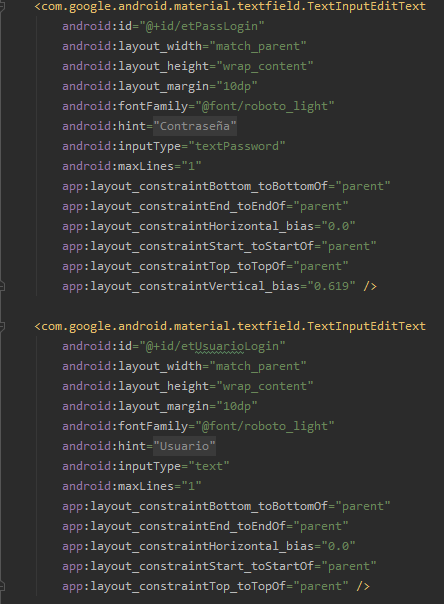 <com.google.android.material.textfield.TextInputEditText
android:id="@+id/etPassLogin"
android:layout_width="match_parent"
android:layout_height="wrap_content"
android:layout_margin="10dp"
android:fontFamily="@font/roboto_light"
android:hint="Contraseña"
android:inputType="textPassword"
android:maxLines="1"
app:layout_constraintBottom_toBottomOf="parent"
app:layout_constraintEnd_toEndOf="parent"
app:layout_constraintHorizontal_bias="0.0"
app:layout_constraintStart_toStartOf="parent"
app:layout_constraintTop_toTopOf="parent"
app:layout_constraintVertical_bias="0.619" />
<com.google.android.material.textfield.TextInputEditText
android:id="@+id/etUsuarioLogin"
android:layout_width="match_parent"
android:layout_height="wrap_content"
android:layout_margin="10dp"
android:fontFamily="@font/roboto_light"
android:hint="Usuario"
android:inputType="text"
android:maxLines="1"
app:layout_constraintBottom_toBottomOf="parent"
app:layout_constraintEnd_toEndOf="parent"
app:layout_constraintHorizontal_bias="0.0"
app:layout_constraintStart_toStartOf="parent"
app:layout_constraintTop_toTopOf="parent" />